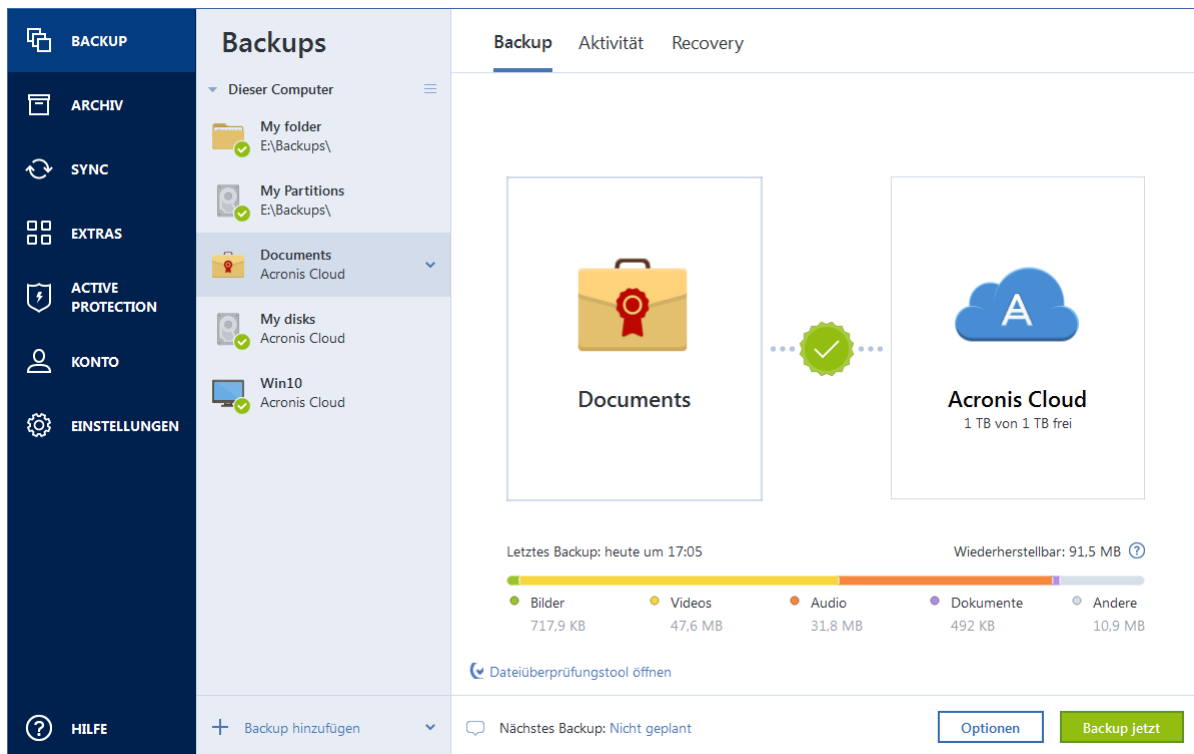 BACKUP
ARCHIV
SYNC
EXTRAS
ACTIVE
PROTECTION
KONTO
EINSTELLUNGEN
HILFE
Backups
Dieser Computer
My folder
E:\Backups\
My Partitions
E:\Backups\
Documents
Acronis Cloud
My disks
Acronis Cloud
Win10
Acronis Cloud
Backup hinzufügen
Backup Aktivität Recovery
Documents
Acronis Cloud
1 TB von 1 TB frei
Letztes Backup: heute um 17:05 Wiederherstellbar: 91,5 MB
Bilder Videos Audio Dokumente Andere
717,9 KB 47,6 MB 31,8 MB 492 KB 10,9 MB
Dateiüberprüfungstool öffnen
Nächstes Backup: Nicht geplant Optionen Backup jetzt